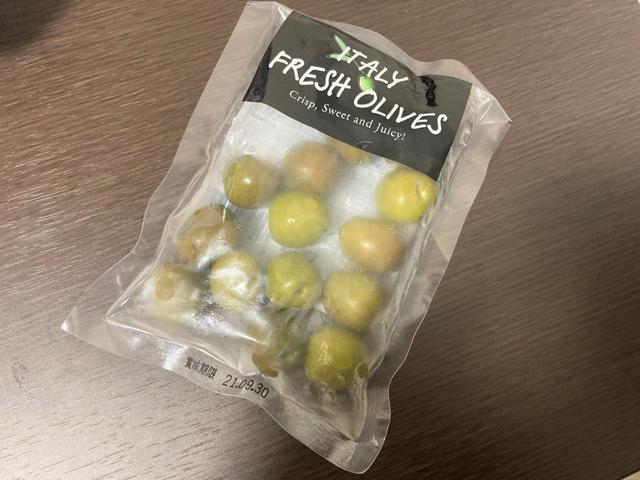 ITALY
FRESH OLIVES
Crisp, Sweet and Juicy!
賞味期限 21.09.30